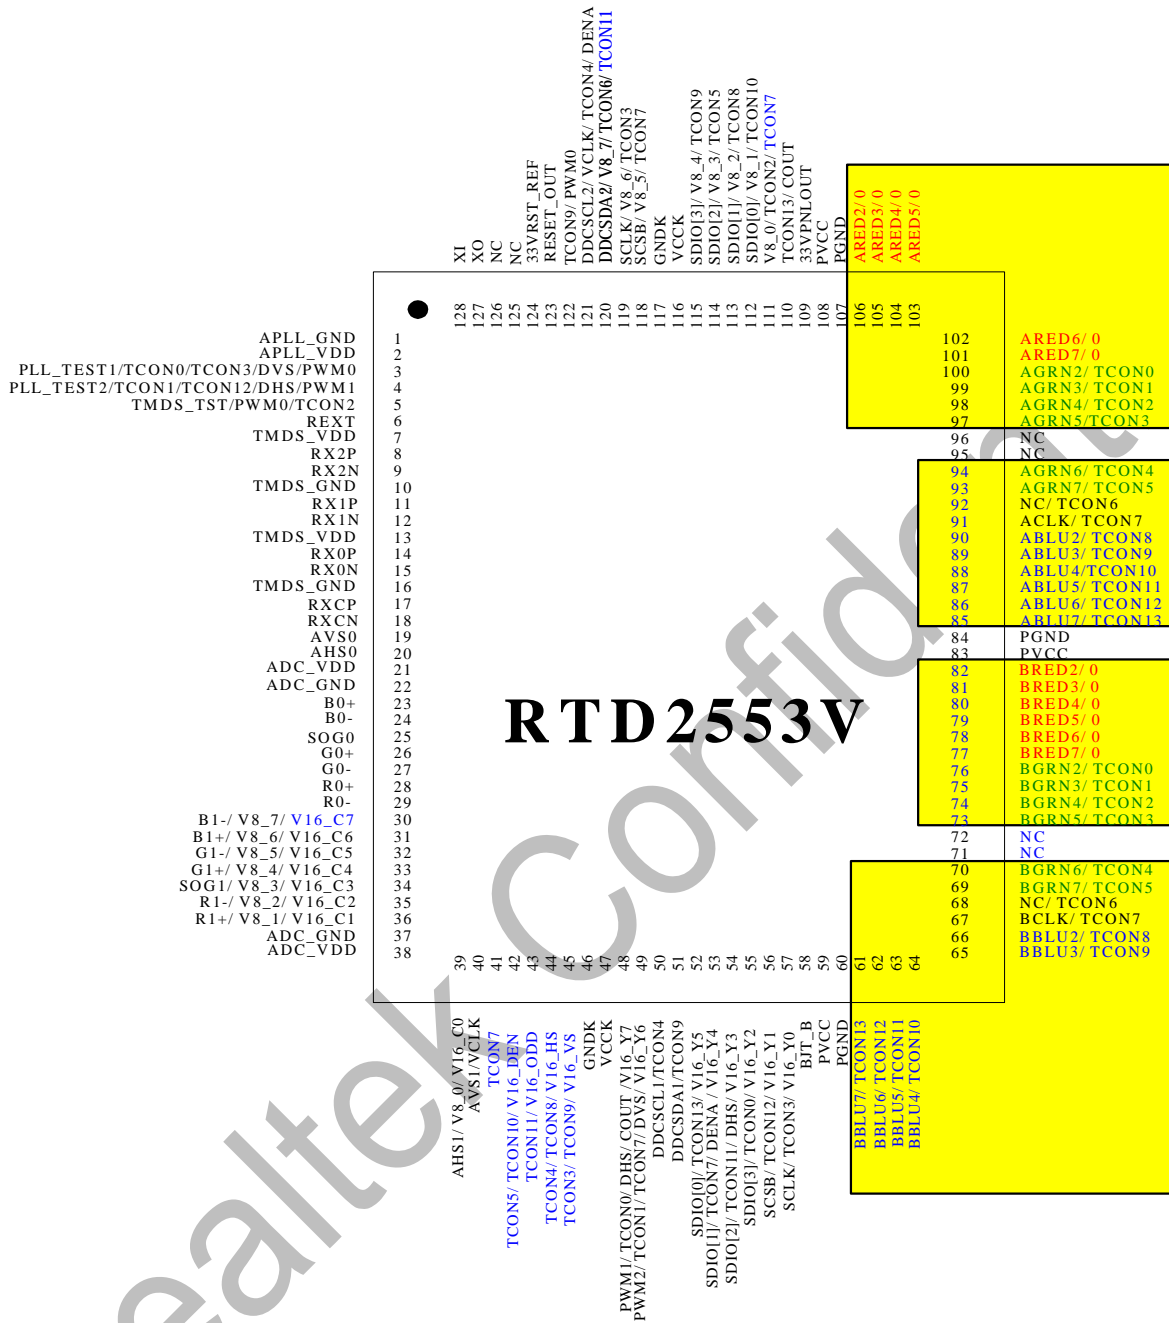 XI
XO
NC
NC
33VRST_REF
RESET_OUT
TCON9/ PWM0
DDCSCL2/ VCLK/ TCON4/ DENA
DDCSDA2/ V8_7/ TCON6/ TCON11
SCLK/ V8_6/ TCON3
SCSB/ V8_5/ TCON7
GNDK
VCCK
SDIO[3]/ V8_4/ TCON9
SDIO[2]/ V8_3/ TCON5
SDIO[1]/ V8_2/ TCON8
SDIO[0]/ V8_1/ TCON10
V8_0/ TCON2/ TCON7
TCON13/ COUT
33VPNLOUT
PVCC
PGND
ARED2/ 0
ARED3/ 0
ARED4/ 0
ARED5/ 0
128
127
126
125
124
123
122
121
120
119
118
117
116
115
114
113
112
111
110
109
108
107
106
105
104
103
APLL_GND 1
APLL_VDD 2
PLL_TEST1/TCON0/TCON3/DVS/PWM0 3
PLL_TEST2/TCON1/TCON12/DHS/PWM1 4
TMDS_TST/PWM0/TCON2 5
REXT 6
TMDS_VDD 7
RX2P 8
RX2N 9
TMDS_GND 10
RX1P 11
RX1N 12
TMDS_VDD 13
RX0P 14
RX0N 15
TMDS_GND 16
RXCP 17
RXCN 18
AVS0 19
AHS0 20
ADC_VDD 21
ADC_GND 22
B0+ 23
B0- 24
SOG0 25
G0+ 26
G0- 27
R0+ 28
R0- 29
B1-/ V8_7/ V16_C7 30
B1+/ V8_6/ V16_C6 31
G1-/ V8_5/ V16_C5 32
G1+/ V8_4/ V16_C4 33
SOG1/ V8_3/ V16_C3 34
R1-/ V8_2/ V16_C2 35
R1+/ V8_1/ V16_C1 36
ADC_GND 37
ADC_VDD 38
RTD2553V
102 ARED6/ 0
101 ARED7/ 0
100 AGRN2/ TCON0
99 AGRN3/ TCON1
98 AGRN4/ TCON2
97 AGRN5/TCON3
96 NC
95 NC
94 AGRN6/ TCON4
93 AGRN7/ TCON5
92 NC/ TCON6
91 ACLK/ TCON7
90 ABLU2/ TCON8
89 ABLU3/ TCON9
88 ABLU4/TCON10
87 ABLU5/ TCON11
86 ABLU6/ TCON12
85 ABLU7/ TCON13
84 PGND
83 PVCC
82 BRED2/ 0
81 BRED3/ 0
80 BRED4/ 0
79 BRED5/ 0
78 BRED6/ 0
77 BRED7/ 0
76 BGRN2/ TCON0
75 BGRN3/ TCON1
74 BGRN4/ TCON2
73 BGRN5/ TCON3
72 NC
71 NC
70 BGRN6/ TCON4
69 BGRN7/ TCON5
68 NC/ TCON6
67 BCLK/ TCON7
66 BBLU2/ TCON8
65 BBLU3/ TCON9
39
40
41
42
43
44
45
46
47
48
49
50
51
52
53
54
55
56
57
58
59
60
61
62
63
64
AHS1/ V8_0/ V16_C0
AVS1/VCLK
TCON7
TCON5/ TCON10/ V16_DEN
TCON11/ V16_ODD
TCON4/ TCON8/ V16_HS
TCON3/ TCON9/ V16_VS
GNDK
VCCK
PWM1/ TCON0/ DHS/ COUT /V16_Y7
PWM2/ TCON1/ TCON7/ DVS/ V16_Y6
DDCSCL1/TCON4
DDCSDA1/TCON9
SDIO[0]/ TCON13/ V16_Y5
SDIO[1]/ TCON7/ DENA / V16_Y4
SDIO[2]/ TCON11/ DHS/ V16_Y3
SDIO[3]/ TCON0/ V16_Y2
SCSB/ TCON12/ V16_Y1
SCLK/ TCON3/ V16_Y0
BJT_B
PVCC
PGND
BBLU7/ TCON13
BBLU6/ TCON12
BBLU5/ TCON11
BBLU4/ TCON10
ealtek Confident